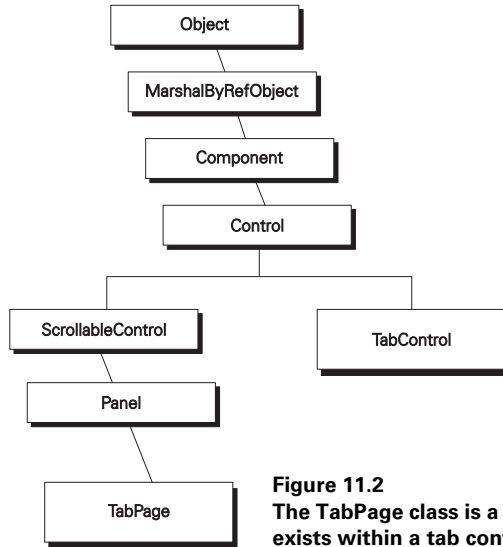 Object
MarshalByRefObject
Component
Control
ScrollableControl
TabControl
Panel
TabPage
Figure 11.2
The TabPage class is a
exists within a tab con